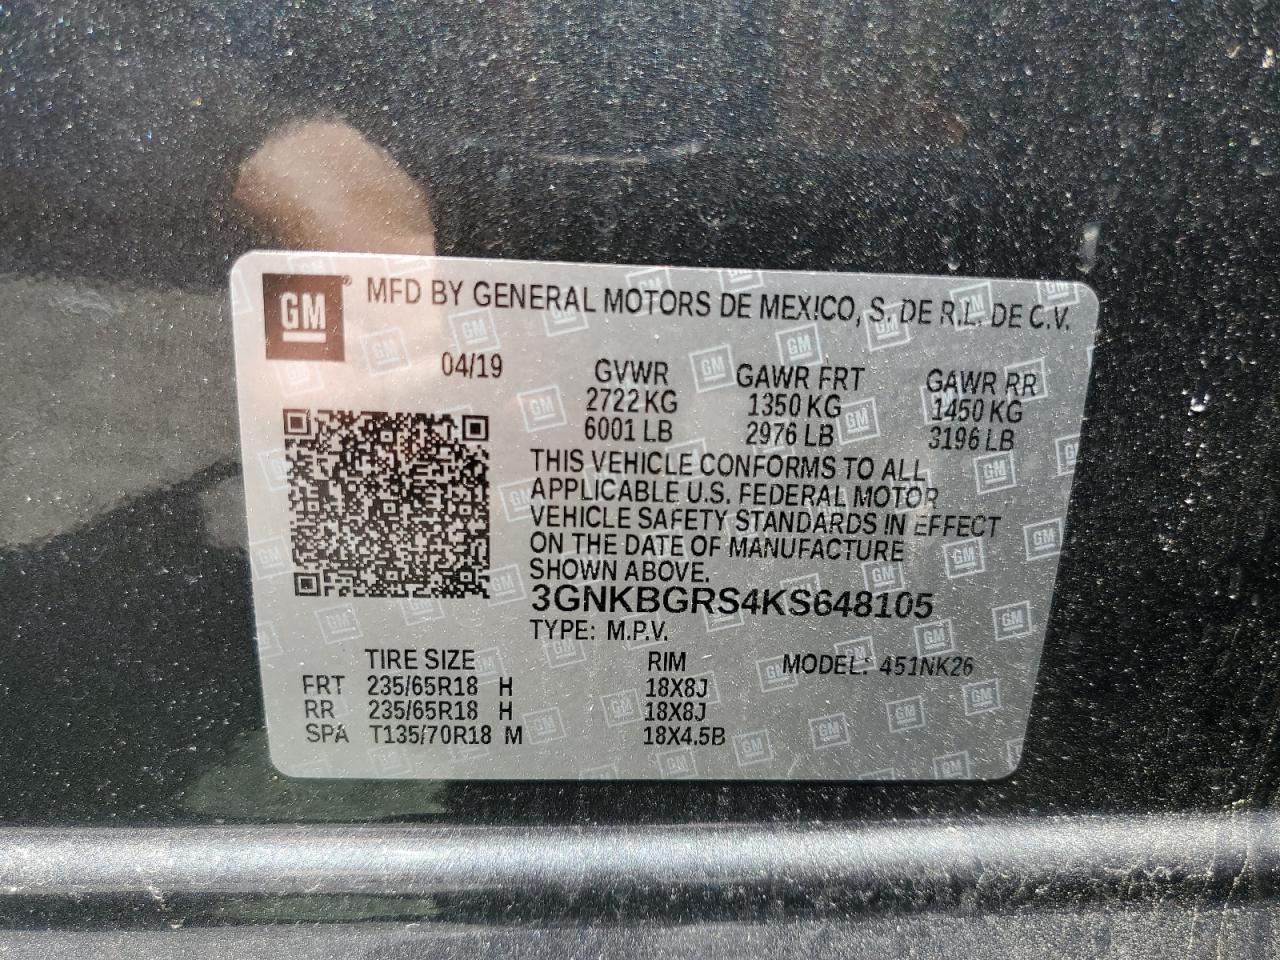 GM ® MFD BY GENERAL MOTORS DE MEXICO, S. DE R.L. DE C.V.
04/19 GVWR GAWR FRT GAWR RR
2722 KG 1350 KG 1450 KG
6001 LB 2976 LB 3196 LB
THIS VEHICLE CONFORMS TO ALL
APPLICABLE U.S. FEDERAL MOTOR
VEHICLE SAFETY STANDARDS IN EFFECT
ON THE DATE OF MANUFACTURE
SHOWN ABOVE.
3GNKBGRS4KS648105
TYPE: M.P.V.
TIRE SIZE RIM MODEL: 451NK26
FRT 235/65R18 H 18X8J
RR 235/65R18 H 18X8J
SPA T135/70R18 M 18X4.5B